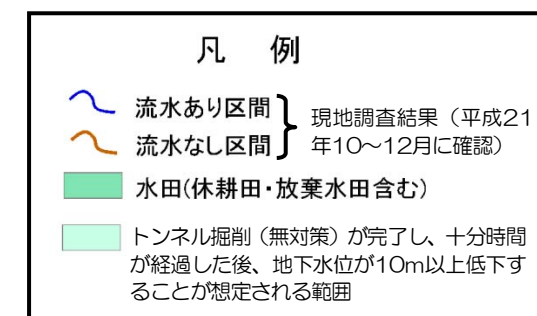 凡　例
流水あり区間
流水なし区間
現地調査結果（平成21
年10～12月に確認）
水田(休耕田・放棄水田含む)
トンネル掘削（無対策）が完了し、十分時間
が経過した後、地下水位が10m以上低下す
ることが想定される範囲